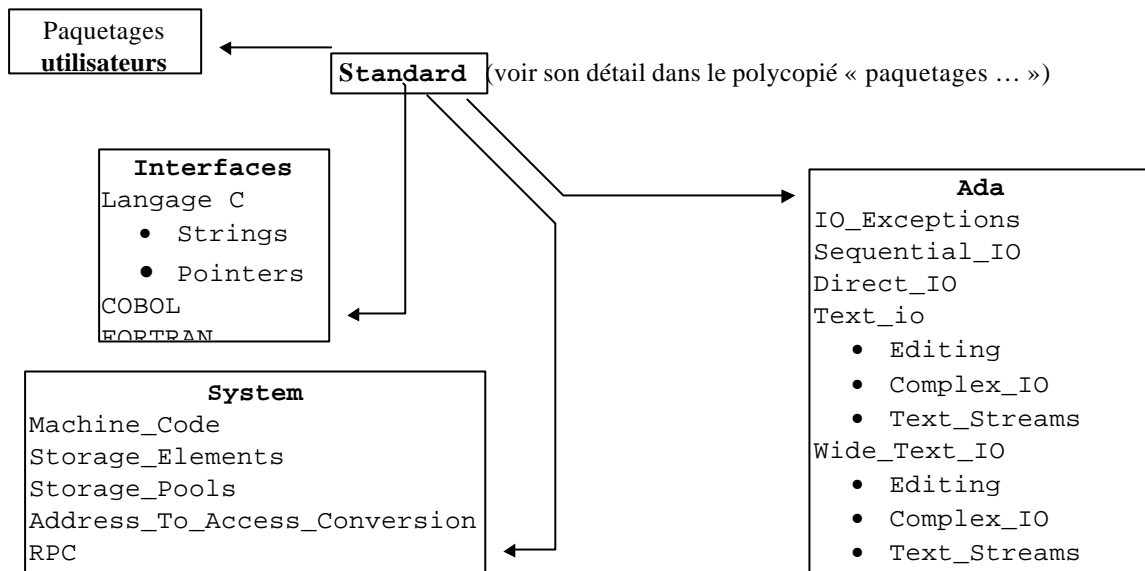 Paquetages
utilisateurs
Standard (voir son détail dans le polycopié « paquetages … »)
Interfaces
Langage C
• Strings
• Pointers
COBOL
FORTRAN
System
Machine_Code
Storage_Elements
Storage_Pools
Address_To_Access_Conversion
RPC
Ada
IO_Exceptions
Sequential_IO
Direct_IO
Text_io
• Editing
• Complex_IO
• Text_Streams
Wide_Text_IO
• Editing
• Complex_IO
• Text_Streams